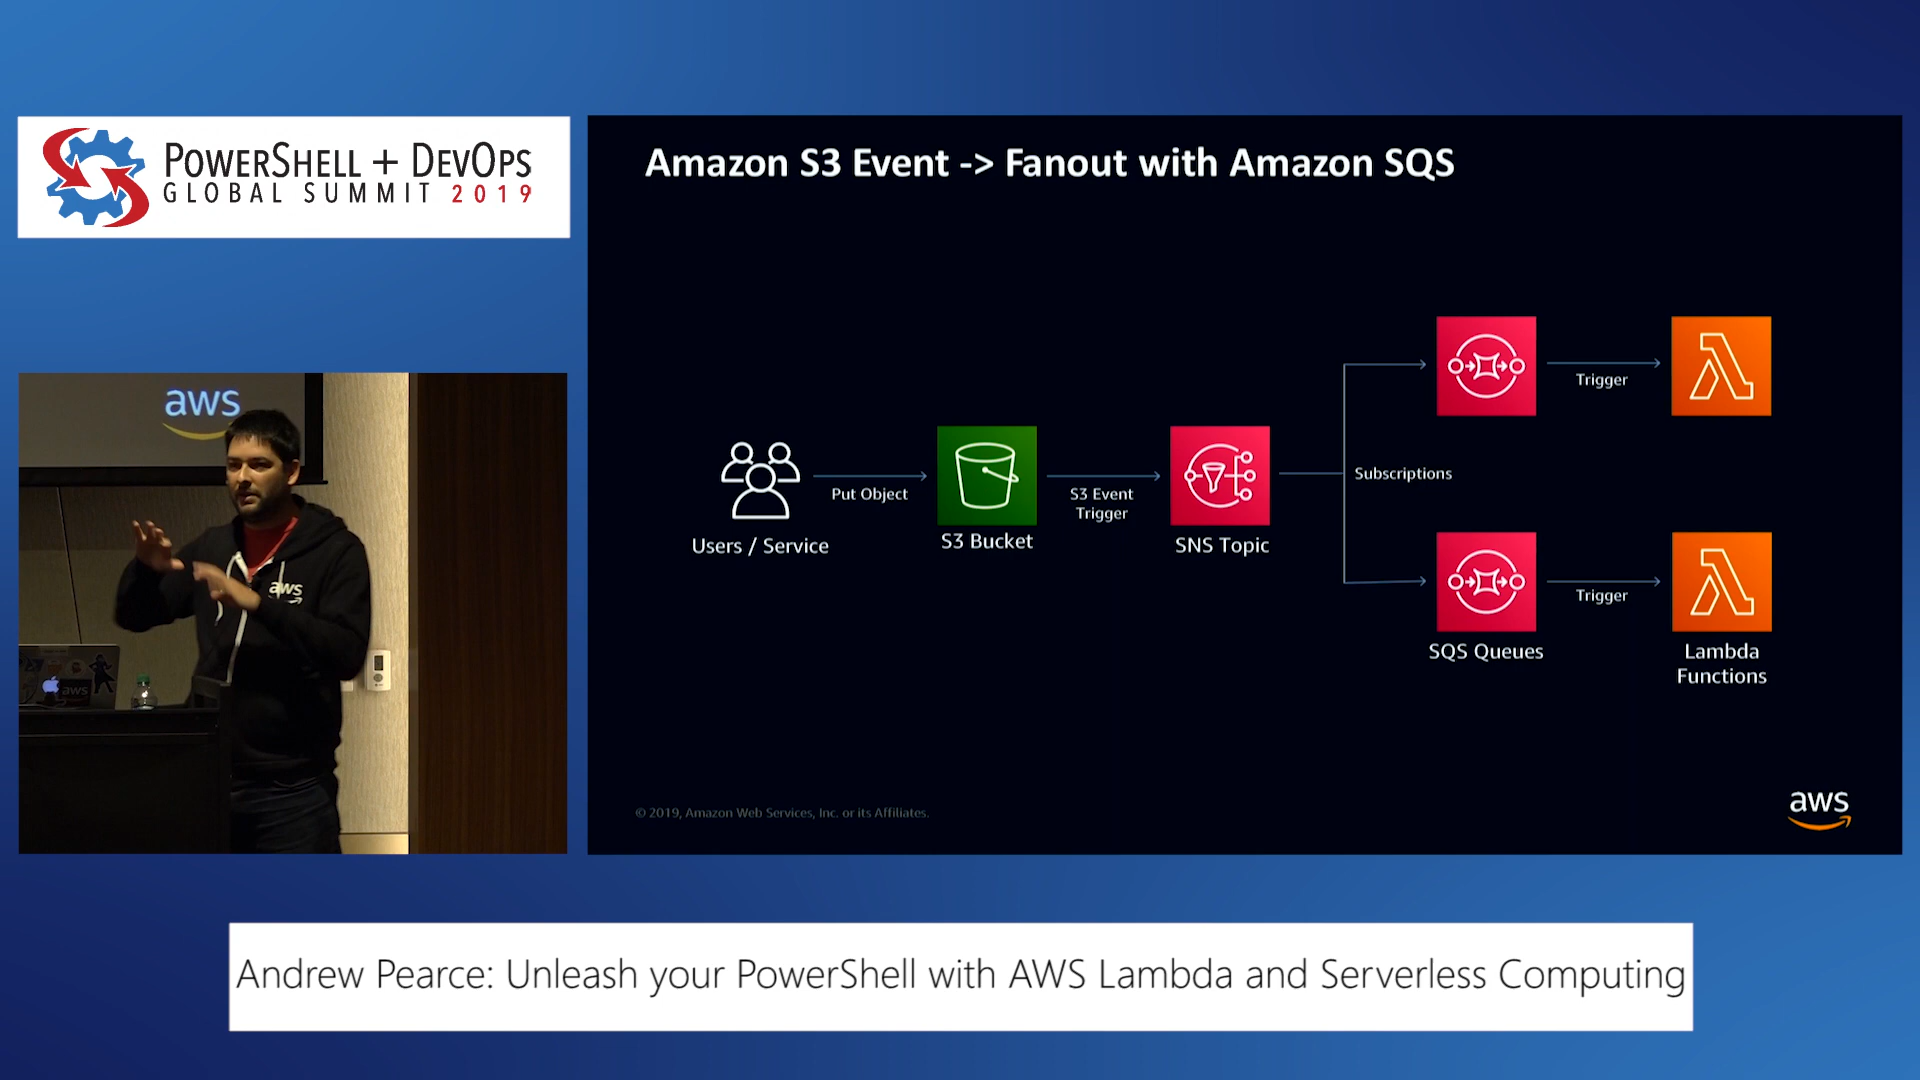 POWERSHELL + DEVOPS
GLOBAL SUMMIT 2019
aws
aws
aws
Amazon S3 Event -> Fanout with Amazon SQS
Users / Service
Put Object
S3 Bucket
S3 Event
Trigger
SNS Topic
Subscriptions
Trigger
Trigger
SQS Queues
Lambda
Functions
© 2019, Amazon Web Services, Inc. or its Affiliates.
aws
Andrew Pearce: Unleash your PowerShell with AWS Lambda and Serverless Computing